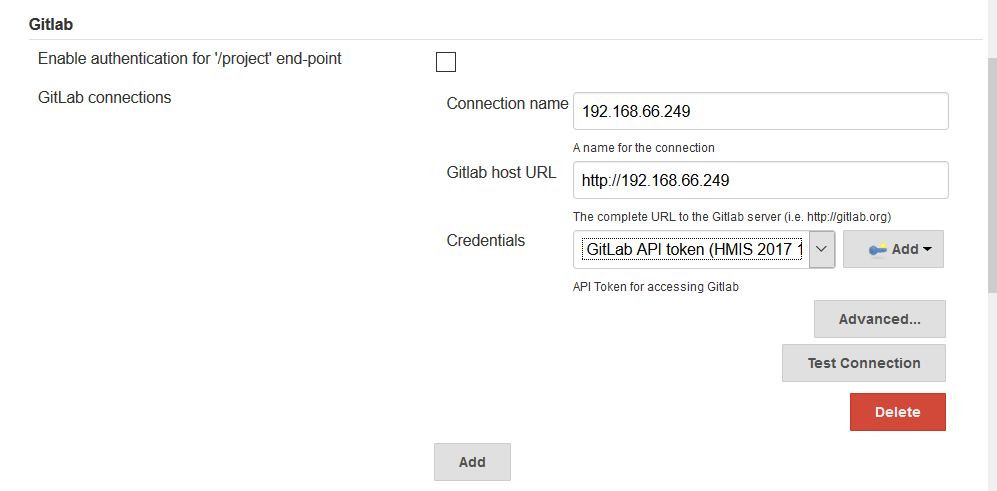 Gitlab
Enable authentication for '/project' end-point
GitLab connections
Connection name
192.168.66.249
A name for the connection
Gitlab host URL
http://192.168.66.249
The complete URL to the Gitlab server (i.e. http://gitlab.org)
Credentials
GitLab API token (HMIS 2017 1
Add
API Token for accessing Gitlab
Advanced...
Test Connection
Delete
Add